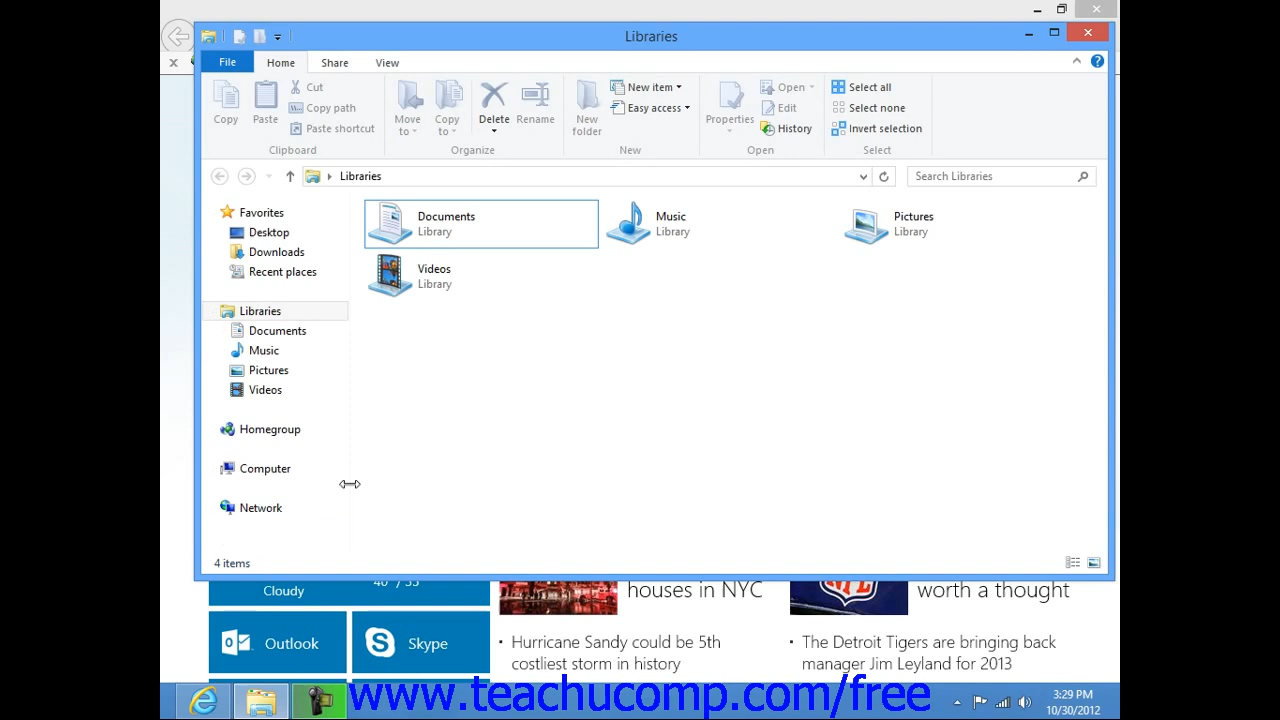 Libraries
File Home Share View
Copy
Paste
Cut
Copy path
Paste shortcut
Clipboard
Move to
Copy to
Delete
Rename
Organize
New folder
New item
Easy access
New
Properties
Open
Edit
History
Open
Select all
Select none
Invert selection
Select
Libraries
Search Libraries
Favorites
Desktop
Downloads
Recent places
Libraries
Documents
Music
Pictures
Videos
Homegroup
Computer
Network
Documents
Library
Music
Library
Pictures
Library
Videos
Library
4 items
Cloudy
houses in NYC
NFL
worth a thought
Outlook
Skype
Hurricane Sandy could be 5th
costliest storm in history
The Detroit Tigers are bringing back
manager Jim Leyland for 2013
www.teachucomp.com/free
3:29 PM
10/30/2012